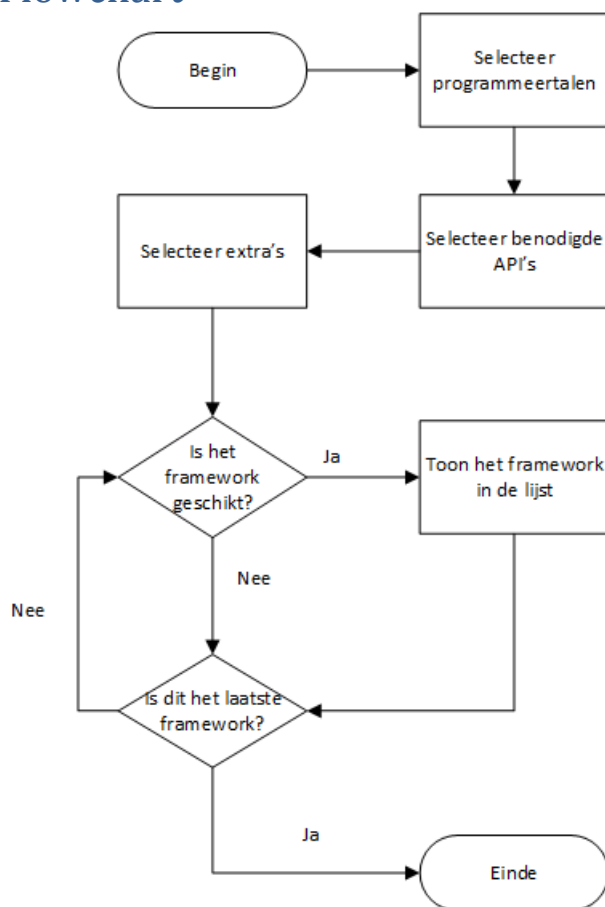 Flowchart
Begin
Selecteer
programmeertalen
Selecteer benodigde
API's
Selecteer extra's
Is het
framework
geschikt?
Ja
Toon het framework
in de lijst
Nee
Nee
Is dit het laatste
framework?
Ja
Einde